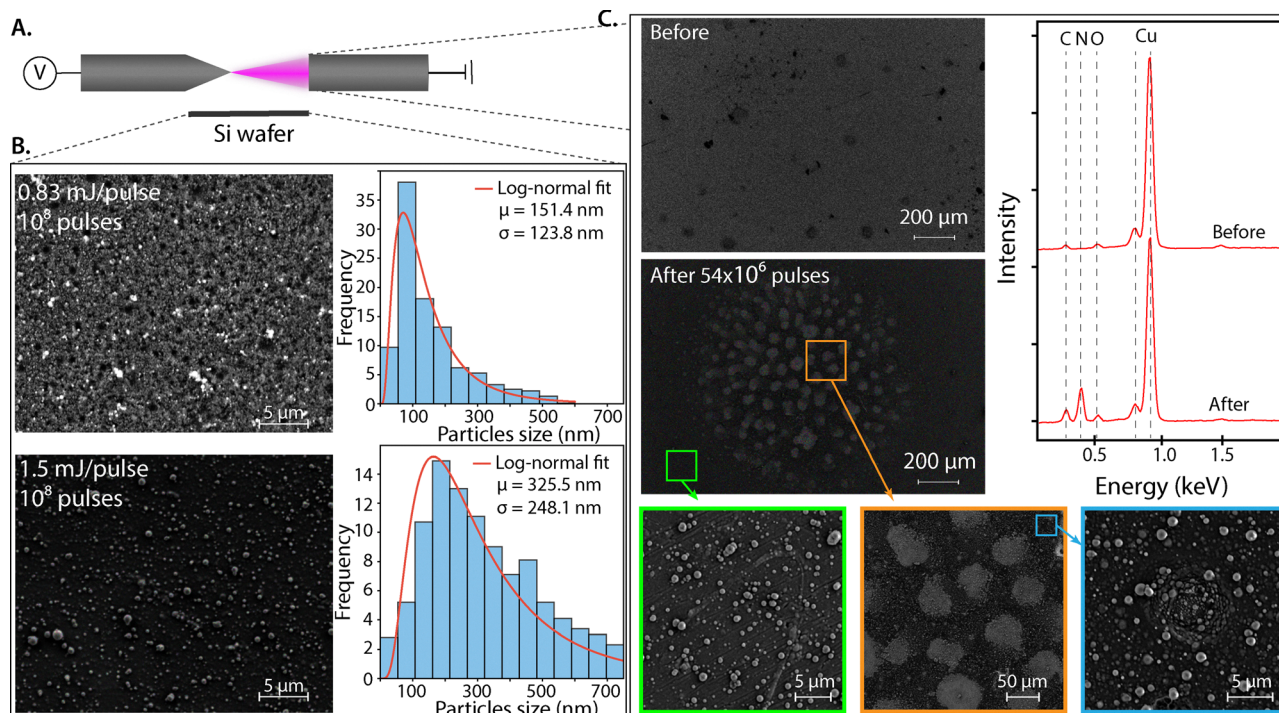 A.
V
Si wafer
B.
0.83 mJ/pulse
10⁸ pulses
5 µm
Frequency
35
30
25
20
15
10
5
0
Log-normal fit
µ = 151.4 nm
σ = 123.8 nm
100
300
500
700
Particles size (nm)
1.5 mJ/pulse
10⁸ pulses
5 µm
Frequency
14
12
10
8
6
4
2
0
Log-normal fit
µ = 325.5 nm
σ = 248.1 nm
100
300
500
700
Particles size (nm)
C.
Before
200 µm
After 54x10⁶ pulses
200 µm
5 µm
50 µm
5 µm
Intensity
C N O
Cu
Before
After
0.5
1.0
1.5
Energy (keV)